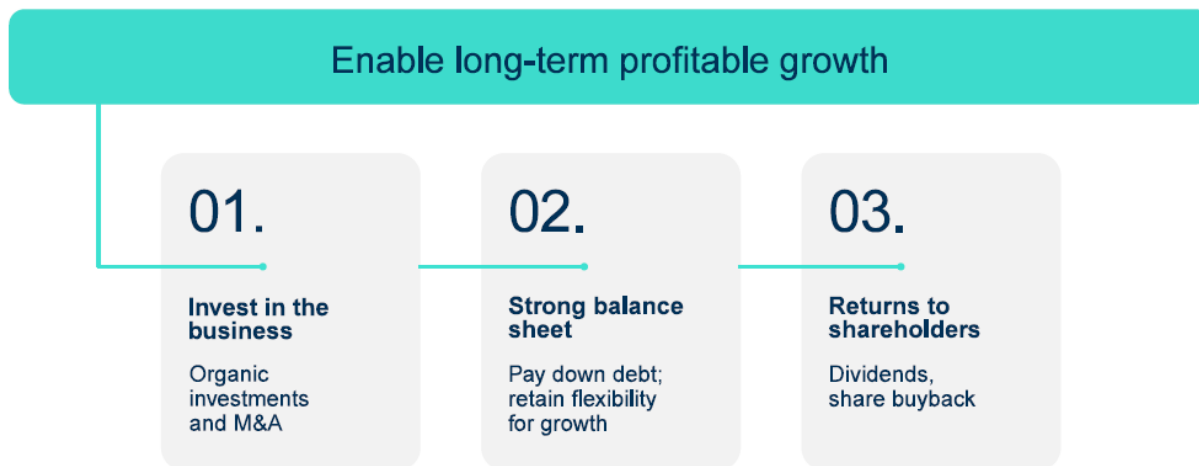 Enable long-term profitable growth
01.
Invest in the
business
Organic
investments
and M&A
02.
Strong balance
sheet
Pay down debt;
retain flexibility
for growth
03.
Returns to
shareholders
Dividends,
share buyback